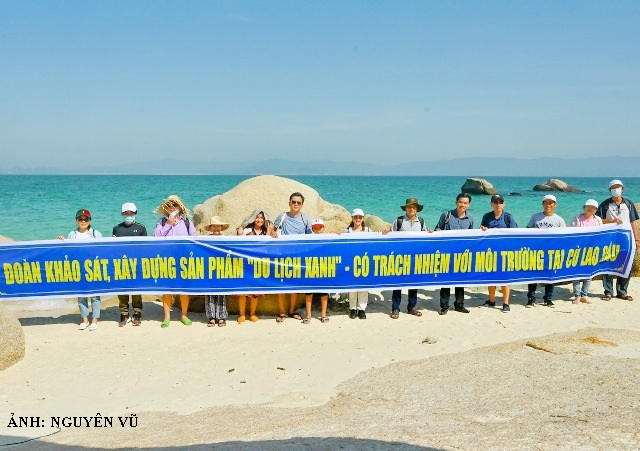 ĐOÀN KHẢO SÁT, XÂY DỰNG SẢN PHẨM "DU LỊCH XANH" - CÓ TRÁCH NHIỆM VỚI MÔI TRƯỜNG TẠI CÙ LAO XANH
ẢNH: NGUYÊN VŨ